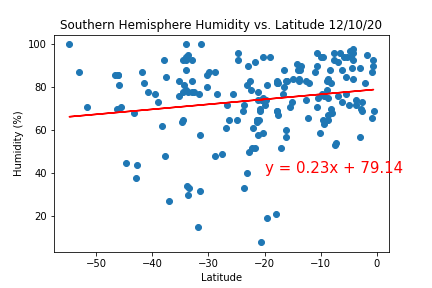 Southern Hemisphere Humidity vs. Latitude 12/10/20
100
80
60
40
20
Humidity (%)
y = 0.23x + 79.14
−50
−40
−30
−20
−10
0
Latitude